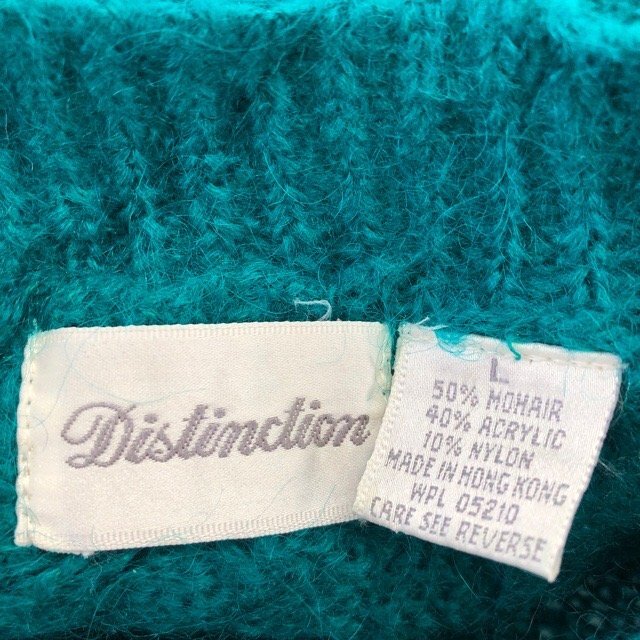 Distinction
L
50% MOHAIR
40% ACRYLIC
10% NYLON
MADE IN HONG KONG
WPL 05210
CARE SEE REVERSE